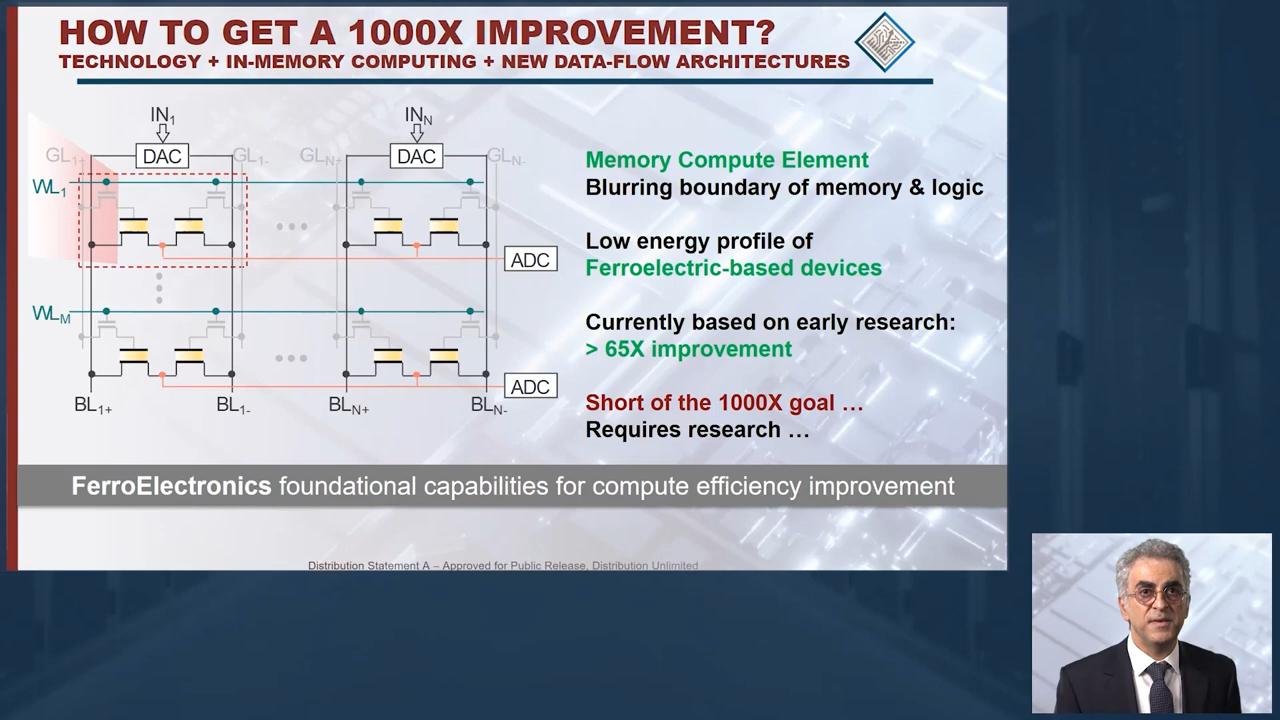 HOW TO GET A 1000X IMPROVEMENT?
TECHNOLOGY + IN-MEMORY COMPUTING + NEW DATA-FLOW ARCHITECTURES
IN1 INN
GL1+ DAC GL1- GLN+ DAC GLN-
WL1
ADC
WLM
ADC
BL1+ BL1- BLN+ BLN-
Memory Compute Element
Blurring boundary of memory & logic
Low energy profile of
Ferroelectric-based devices
Currently based on early research:
> 65X improvement
Short of the 1000X goal …
Requires research …
FerroElectronics foundational capabilities for compute efficiency improvement
Distribution Statement A – Approved for Public Release, Distribution Unlimited